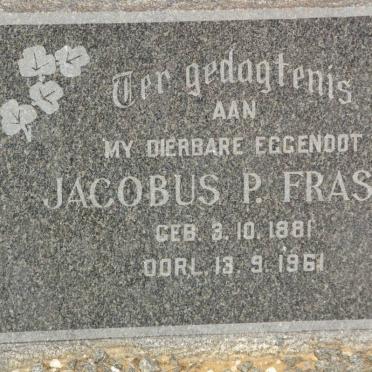 Ter gedagtenis
AAN
MY DIERBARE EGGENOOT
JACOBUS P. FRAS
GEB. 3. 10. 1881
OORL. 13. 9. 1961